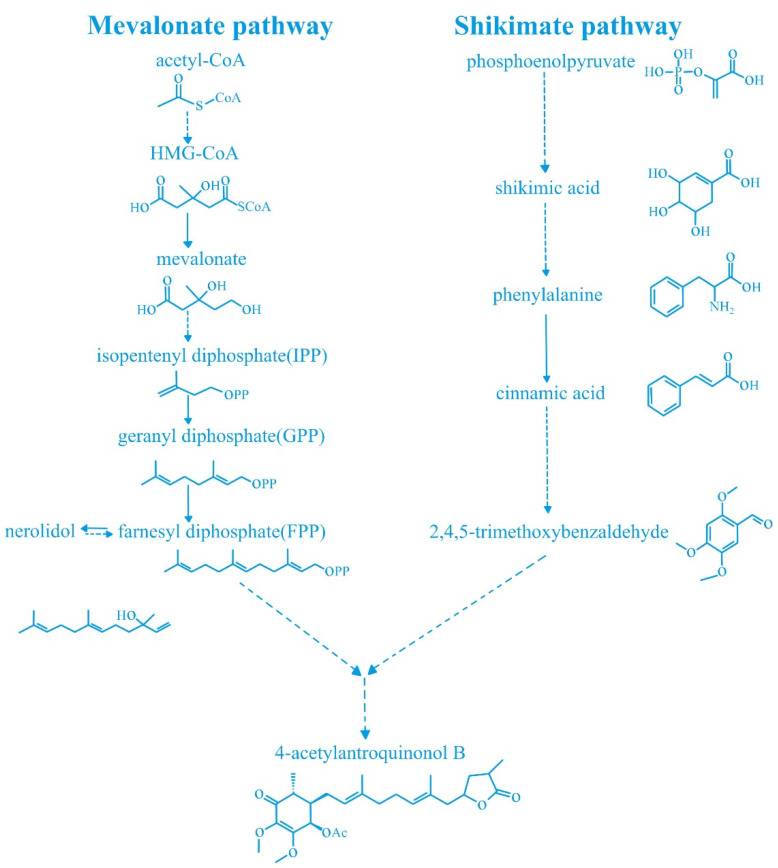 Mevalonate pathway
Shikimate pathway
acetyl-CoA
phosphoenolpyruvate
O
S
CoA
OH
HO
P
O
O
O
OH
HMG-CoA
O
OH
O
HO
SCoA
shikimic acid
O
HO
OH
HO
OH
mevalonate
O
OH
HO
OH
phenylalanine
O
OH
NH2
isopentenyl diphosphate(IPP)
OPP
cinnamic acid
O
OH
geranyl diphosphate(GPP)
OPP
nerolidol
farnesyl diphosphate(FPP)
OPP
2,4,5-trimethoxybenzaldehyde
O
O
O
O
HO
4-acetylantroquinonol B
O
O
O
OAc
O
O